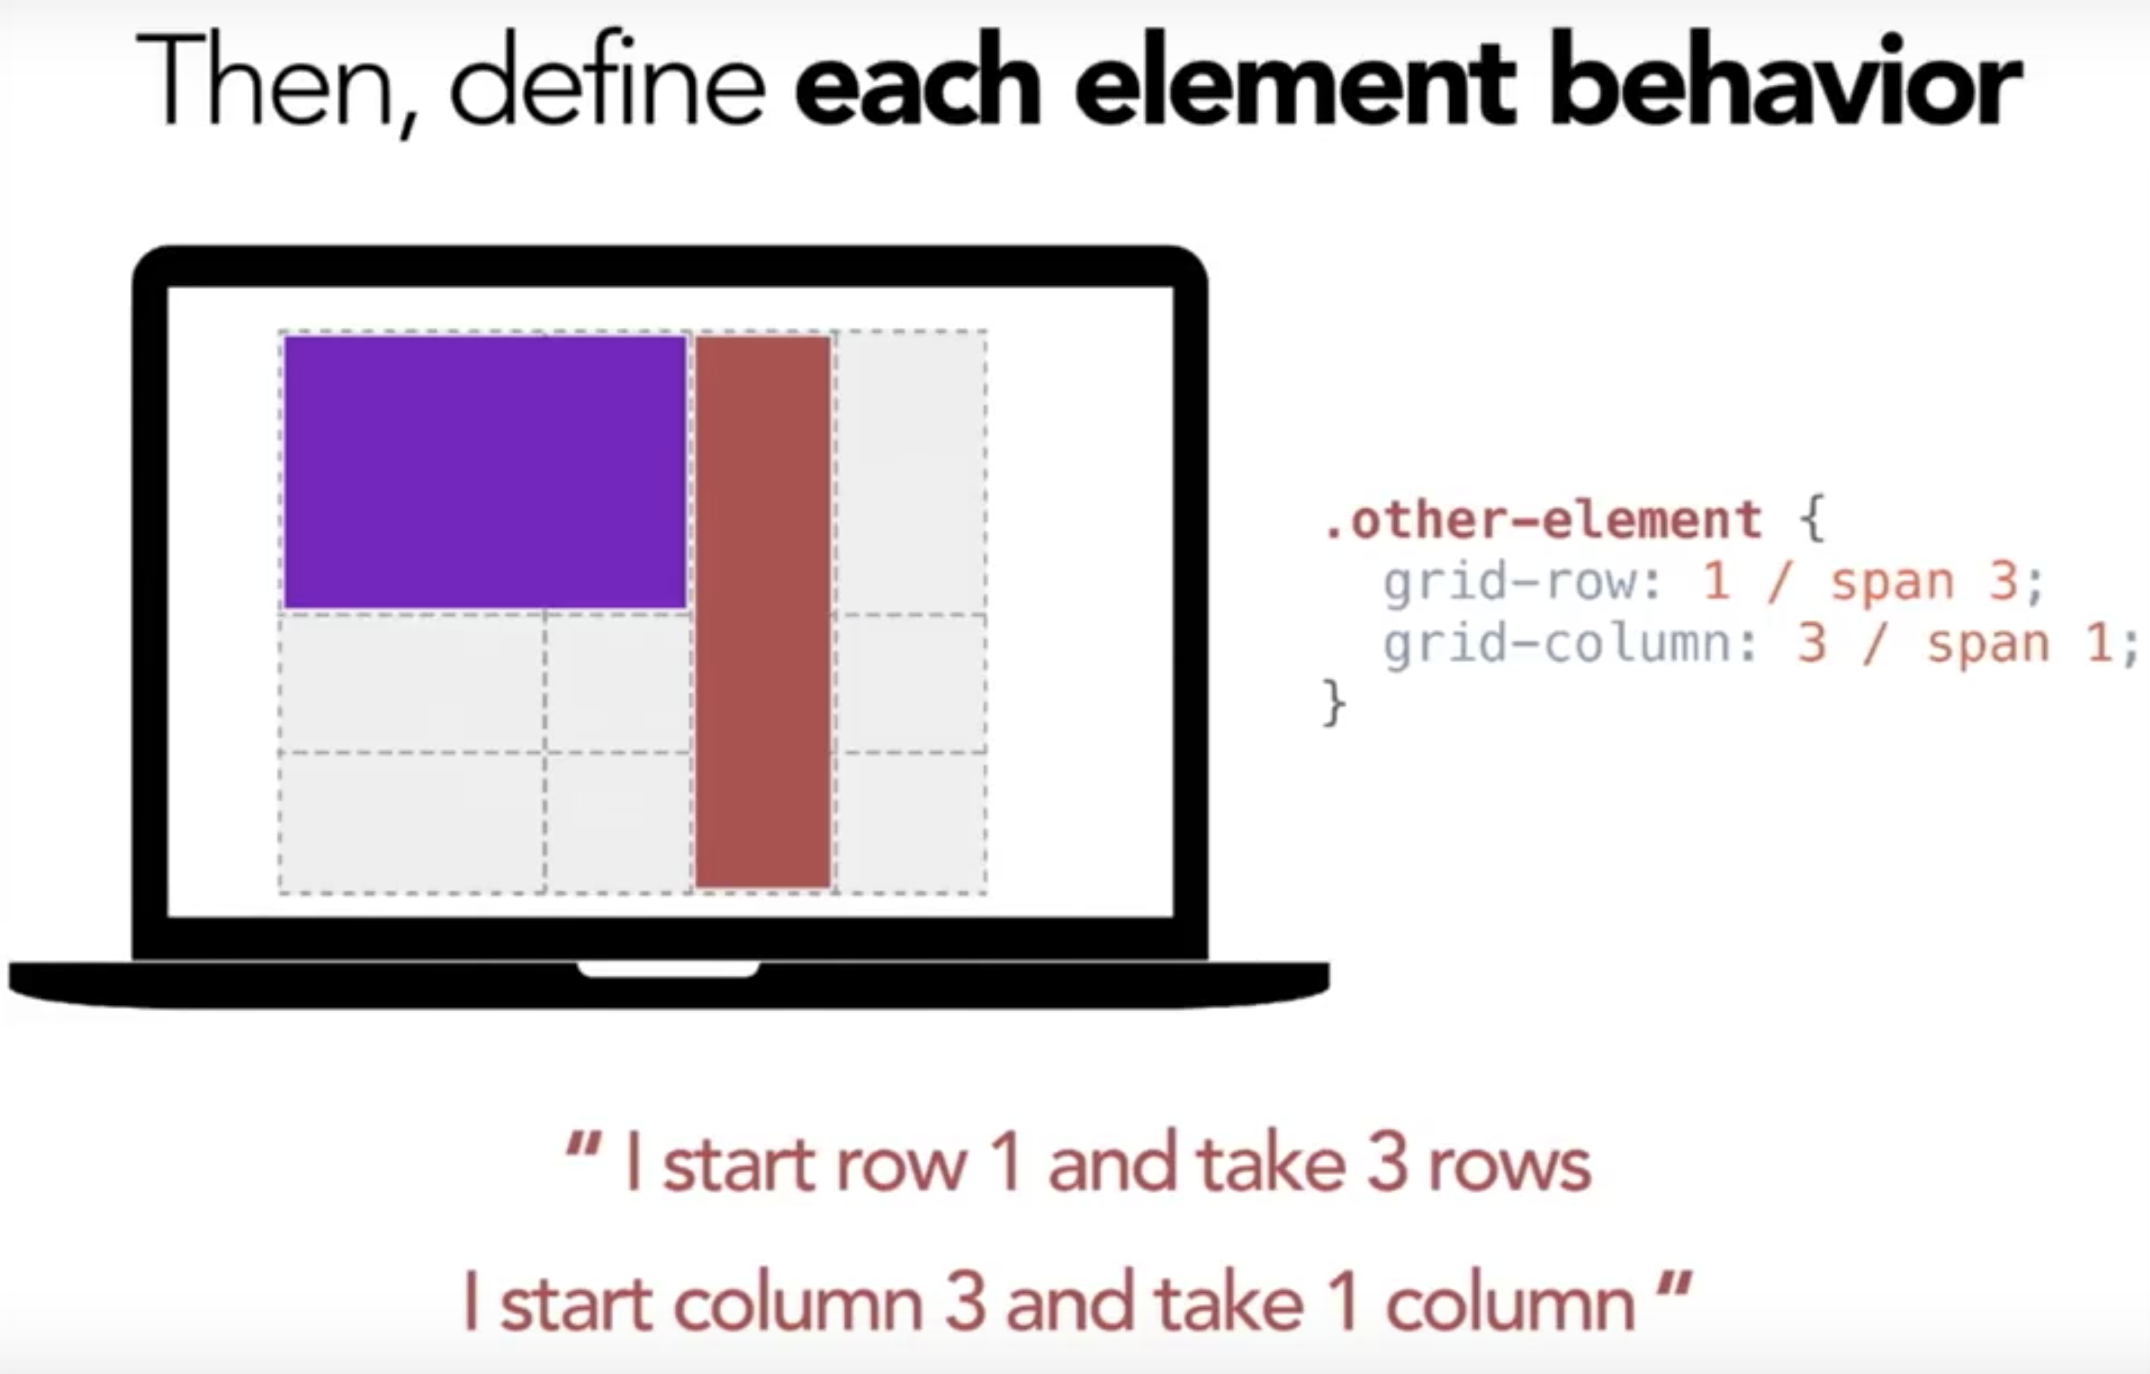 Then, define each element behavior
.other-element {
grid-row: 1 / span 3;
grid-column: 3 / span 1;
}
" I start row 1 and take 3 rows
I start column 3 and take 1 column "